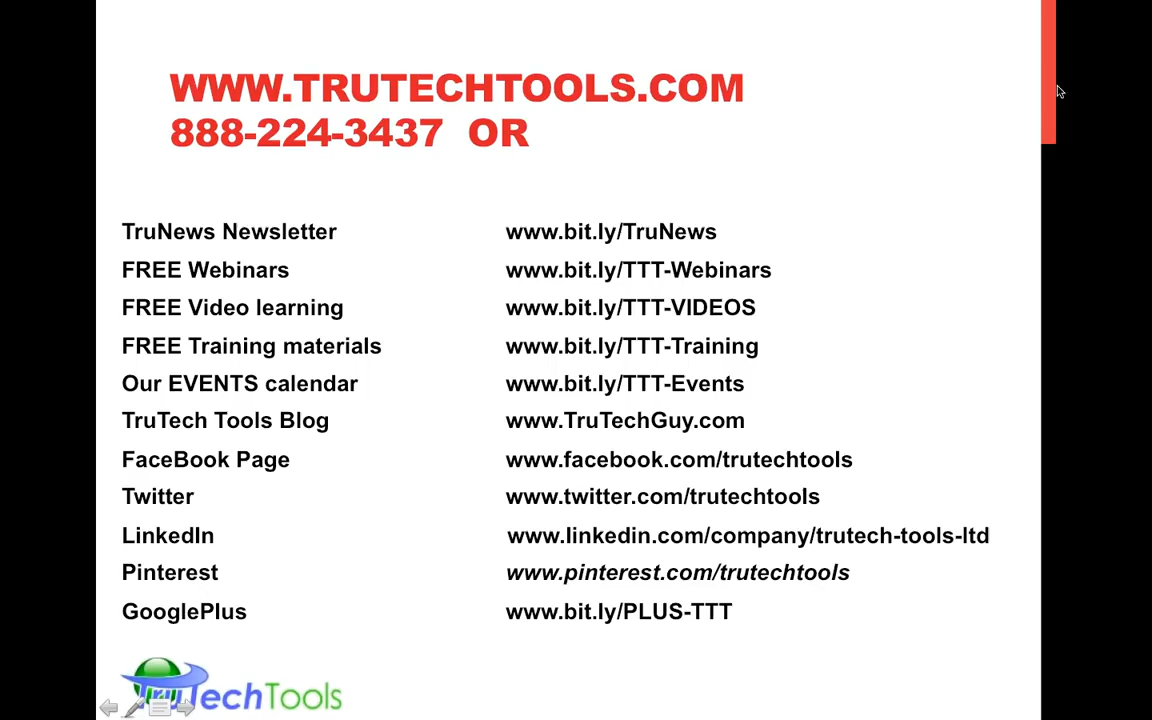 WWW.TRUTECHTOOLS.COM
888-224-3437 OR
TruNews Newsletter www.bit.ly/TruNews
FREE Webinars www.bit.ly/TTT-Webinars
FREE Video learning www.bit.ly/TTT-VIDEOS
FREE Training materials www.bit.ly/TTT-Training
Our EVENTS calendar www.bit.ly/TTT-Events
TruTech Tools Blog www.TruTechGuy.com
FaceBook Page www.facebook.com/trutechtools
Twitter www.twitter.com/trutechtools
LinkedIn www.linkedin.com/company/trutech-tools-ltd
Pinterest www.pinterest.com/trutechtools
GooglePlus www.bit.ly/PLUS-TTT
TruTechTools